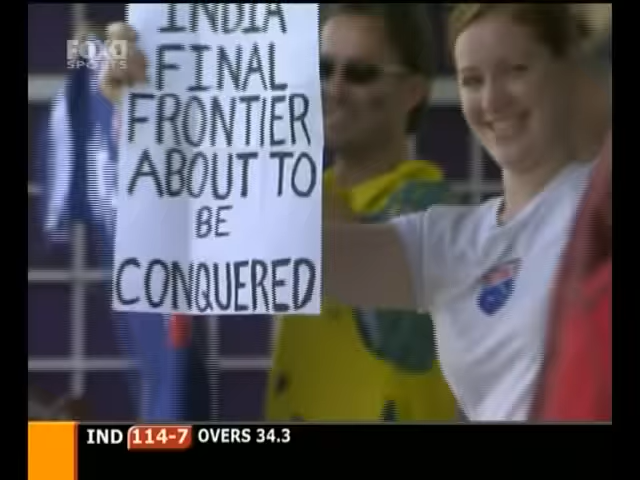 FOX
SPORTS
INDIA
FINAL
FRONTIER
ABOUT TO
BE
CONQUERED
IND 114-7 OVERS 34.3